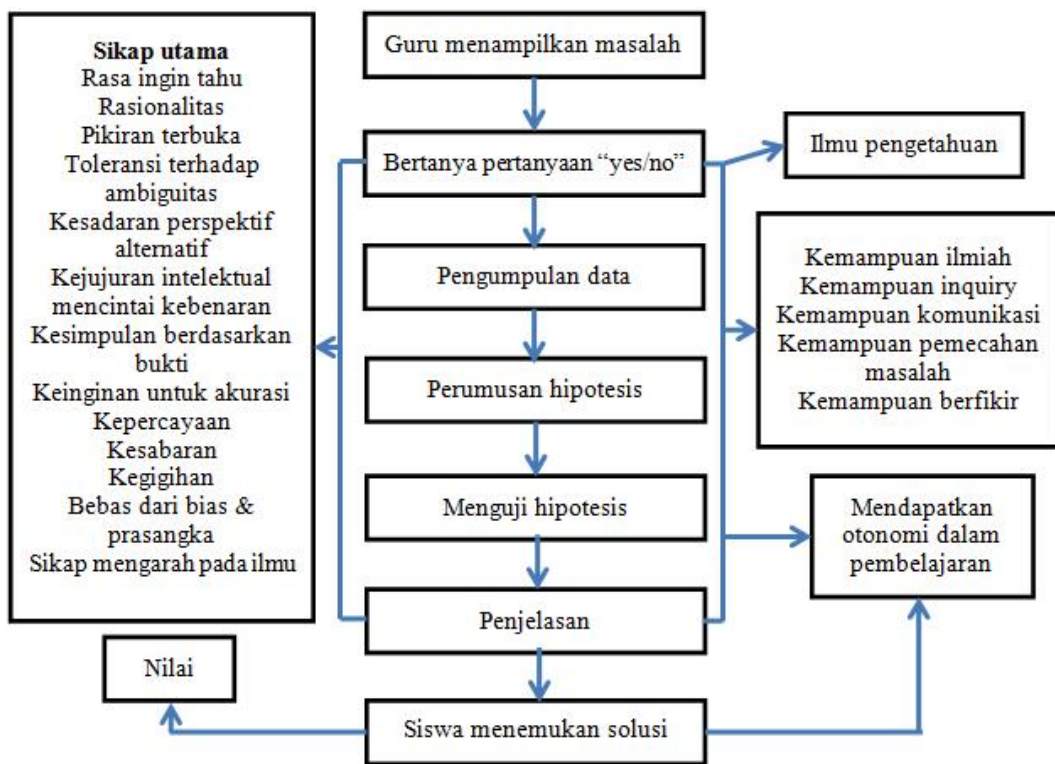 Sikap utama
Rasa ingin tahu
Rasionalitas
Pikiran terbuka
Toleransi terhadap
ambiguitas
Kesadaran perspektif
alternatif
Kejujuran intelektual
mencintai kebenaran
Kesimpulan berdasarkan
bukti
Keinginan untuk akurasi
Kepercayaan
Kesabaran
Kegigihan
Bebas dari bias &
prasangka
Sikap mengarah pada ilmu
Nilai
Guru menampilkan masalah
Bertanya pertanyaan “yes/no”
Pengumpulan data
Perumusan hipotesis
Menguji hipotesis
Penjelasan
Siswa menemukan solusi
Ilmu pengetahuan
Kemampuan ilmiah
Kemampuan inquiry
Kemampuan komunikasi
Kemampuan pemecahan
masalah
Kemampuan berfikir
Mendapatkan
otonomi dalam
pembelajaran